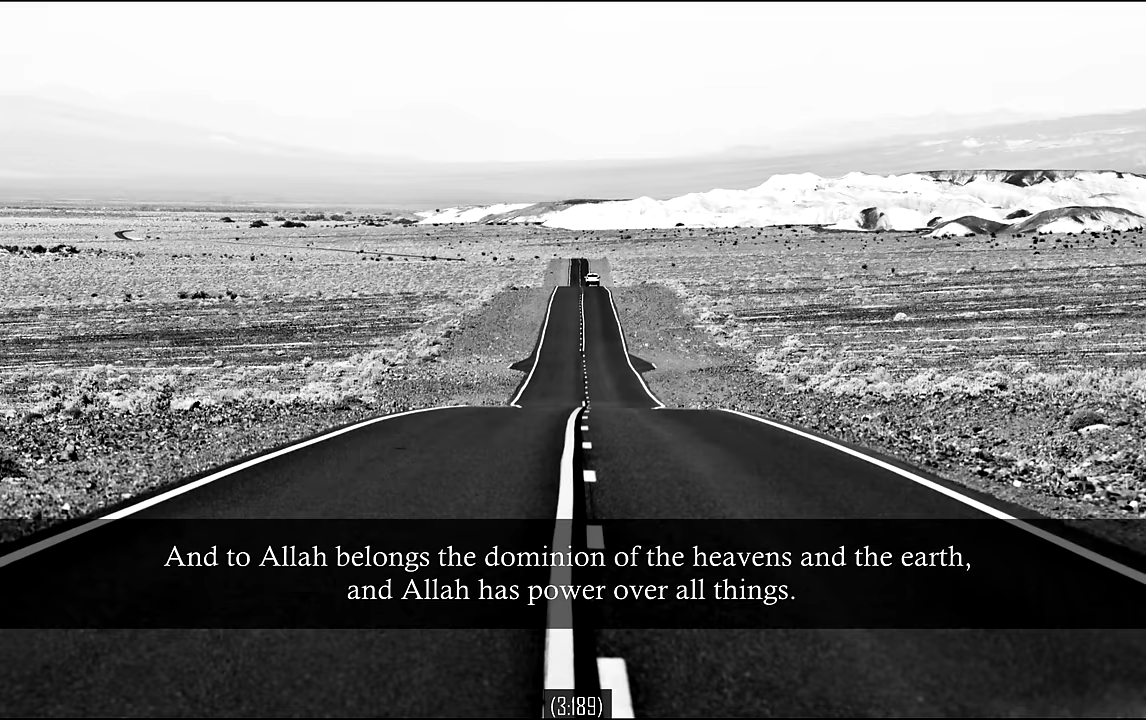 And to Allah belongs the dominion of the heavens and the earth,
and Allah has power over all things.
(3:189)